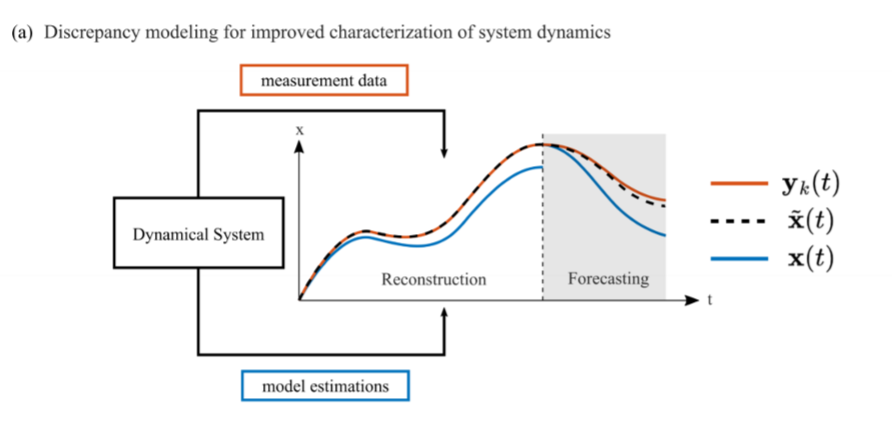 (a) Discrepancy modeling for improved characterization of system dynamics
measurement data
x
Dynamical System
Reconstruction
Forecasting
t
yₖ(t)
x̃(t)
x(t)
model estimations